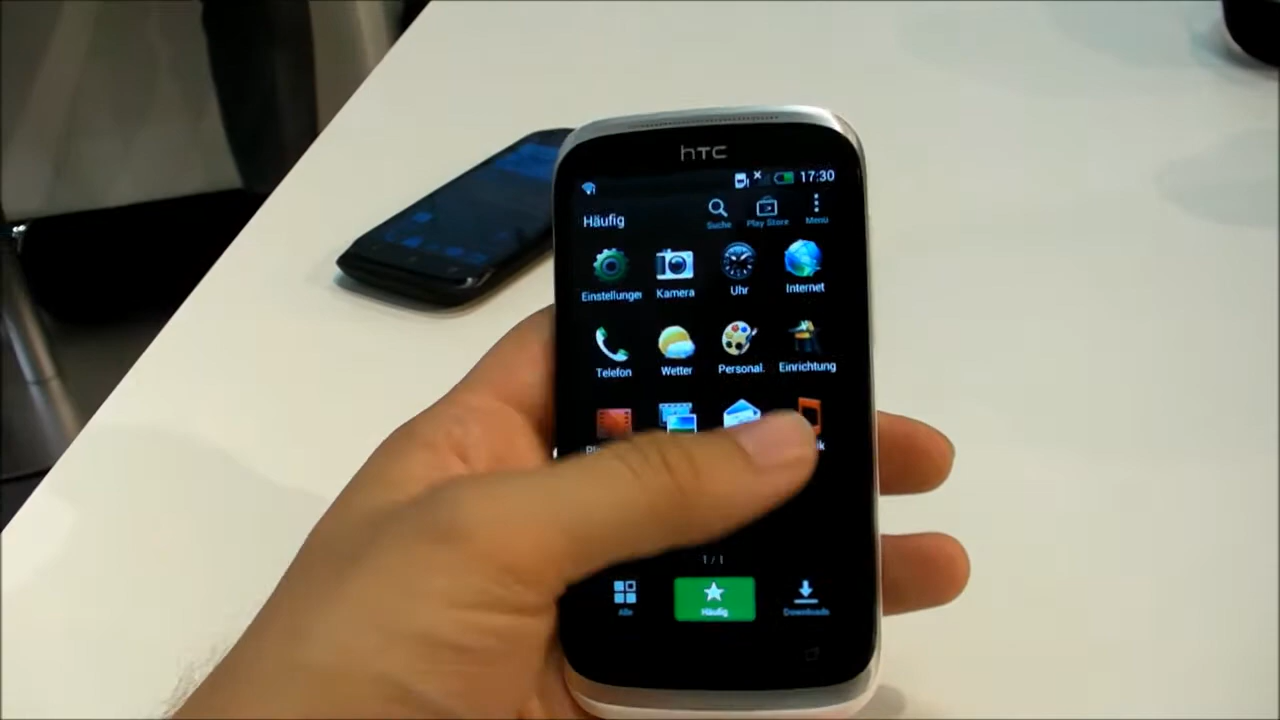 hTC
17:30
Häufig
Suche
Play Store
Menü
Einstellungen
Kamera
Uhr
Internet
Telefon
Wetter
Personal.
Einrichtung
1/1
Alle
Häufig
Downloads